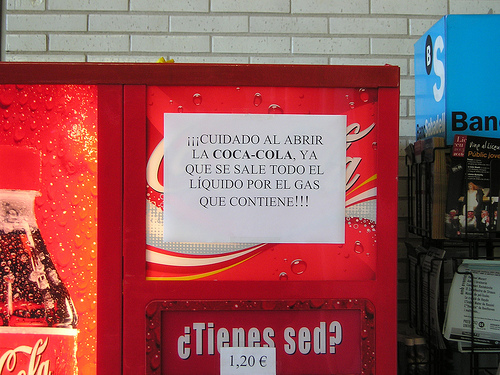 ¡¡¡CUIDADO AL ABRIR
LA COCA-COLA, YA
QUE SE SALE TODO EL
LÍQUIDO POR EL GAS
QUE CONTIENE!!!
¿Tienes sed?
1,20 €
BS
Ban